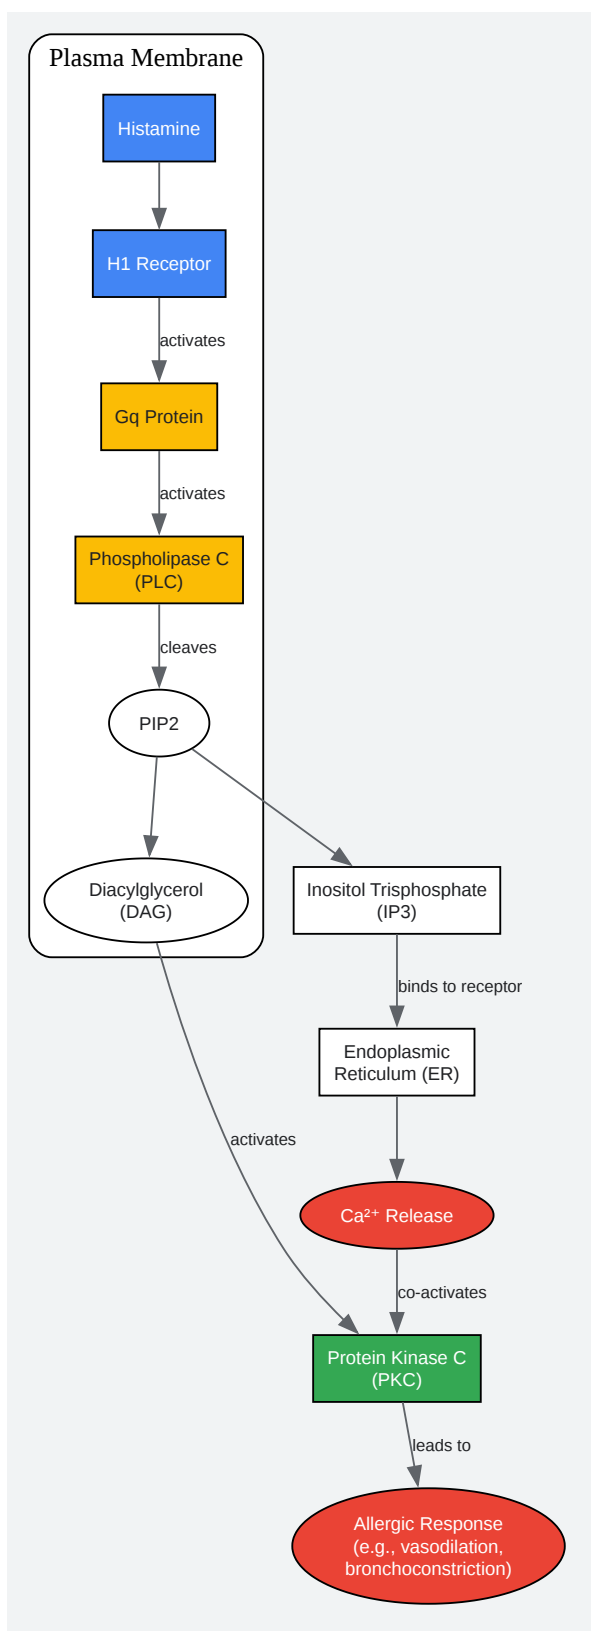 Plasma Membrane
Histamine
H1 Receptor
activates
Gq Protein
activates
Phospholipase C
(PLC)
cleaves
PIP2
Diacylglycerol
(DAG)
Inositol Trisphosphate
(IP3)
binds to receptor
Endoplasmic
Reticulum (ER)
activates
Ca²⁺ Release
co-activates
Protein Kinase C
(PKC)
leads to
Allergic Response
(e.g., vasodilation,
bronchoconstriction)